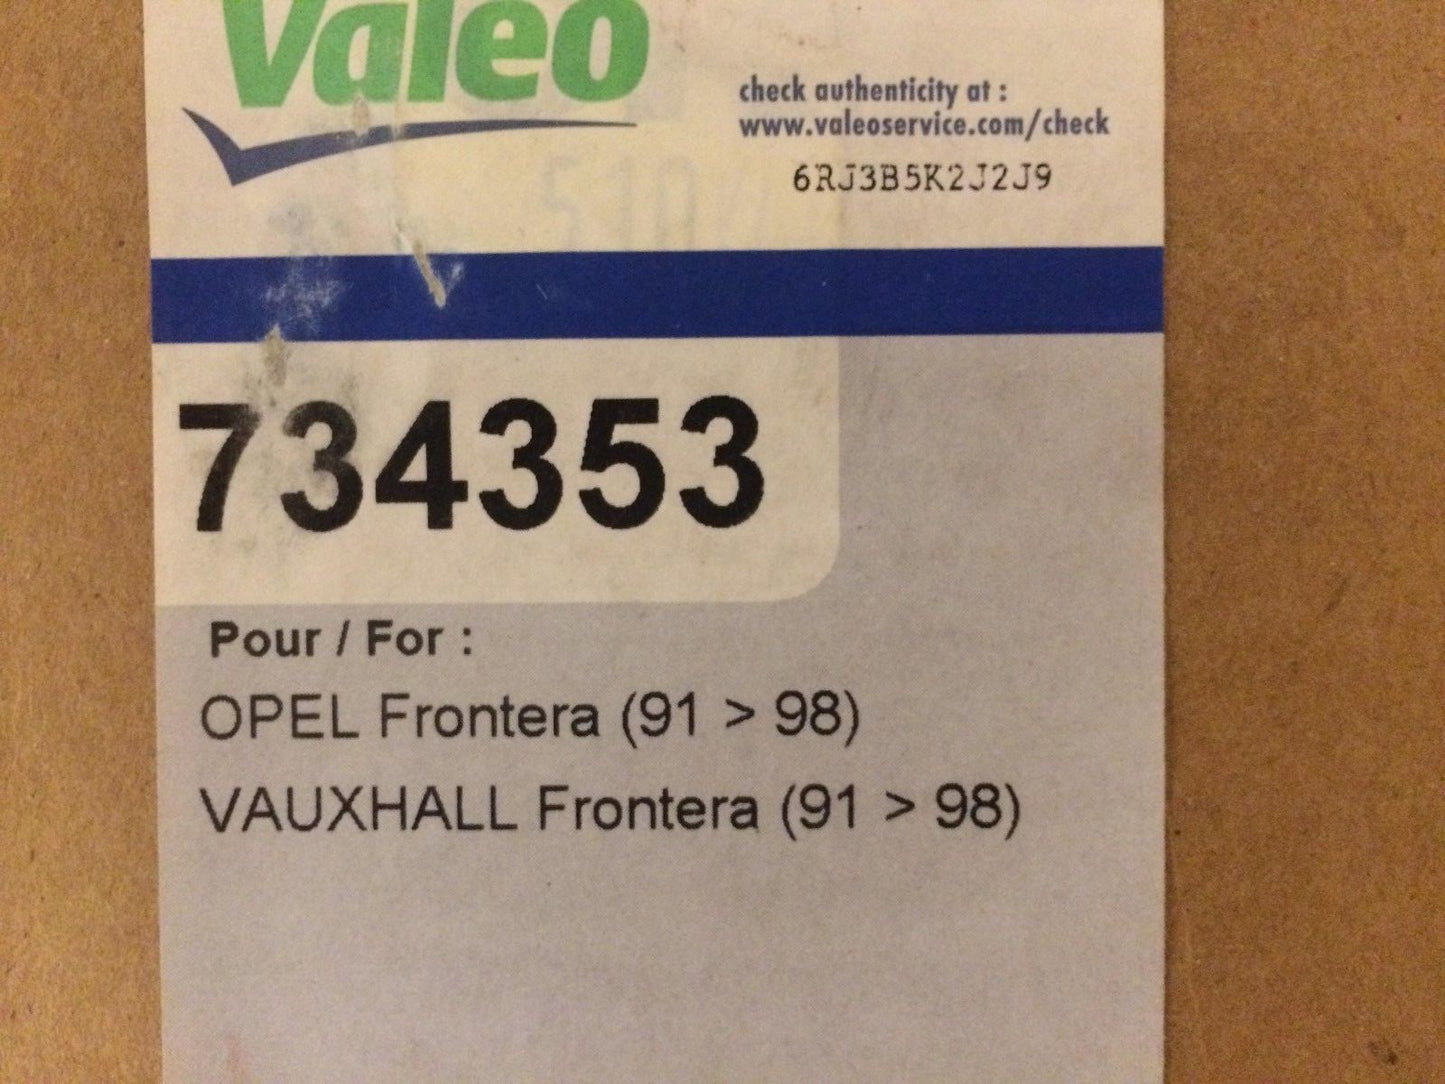 Valeo
check authenticity at :
www.valeoservice.com/check
6RJ3B5K2J2J9
734353
Pour / For :
OPEL Frontera (91 > 98)
VAUXHALL Frontera (91 > 98)